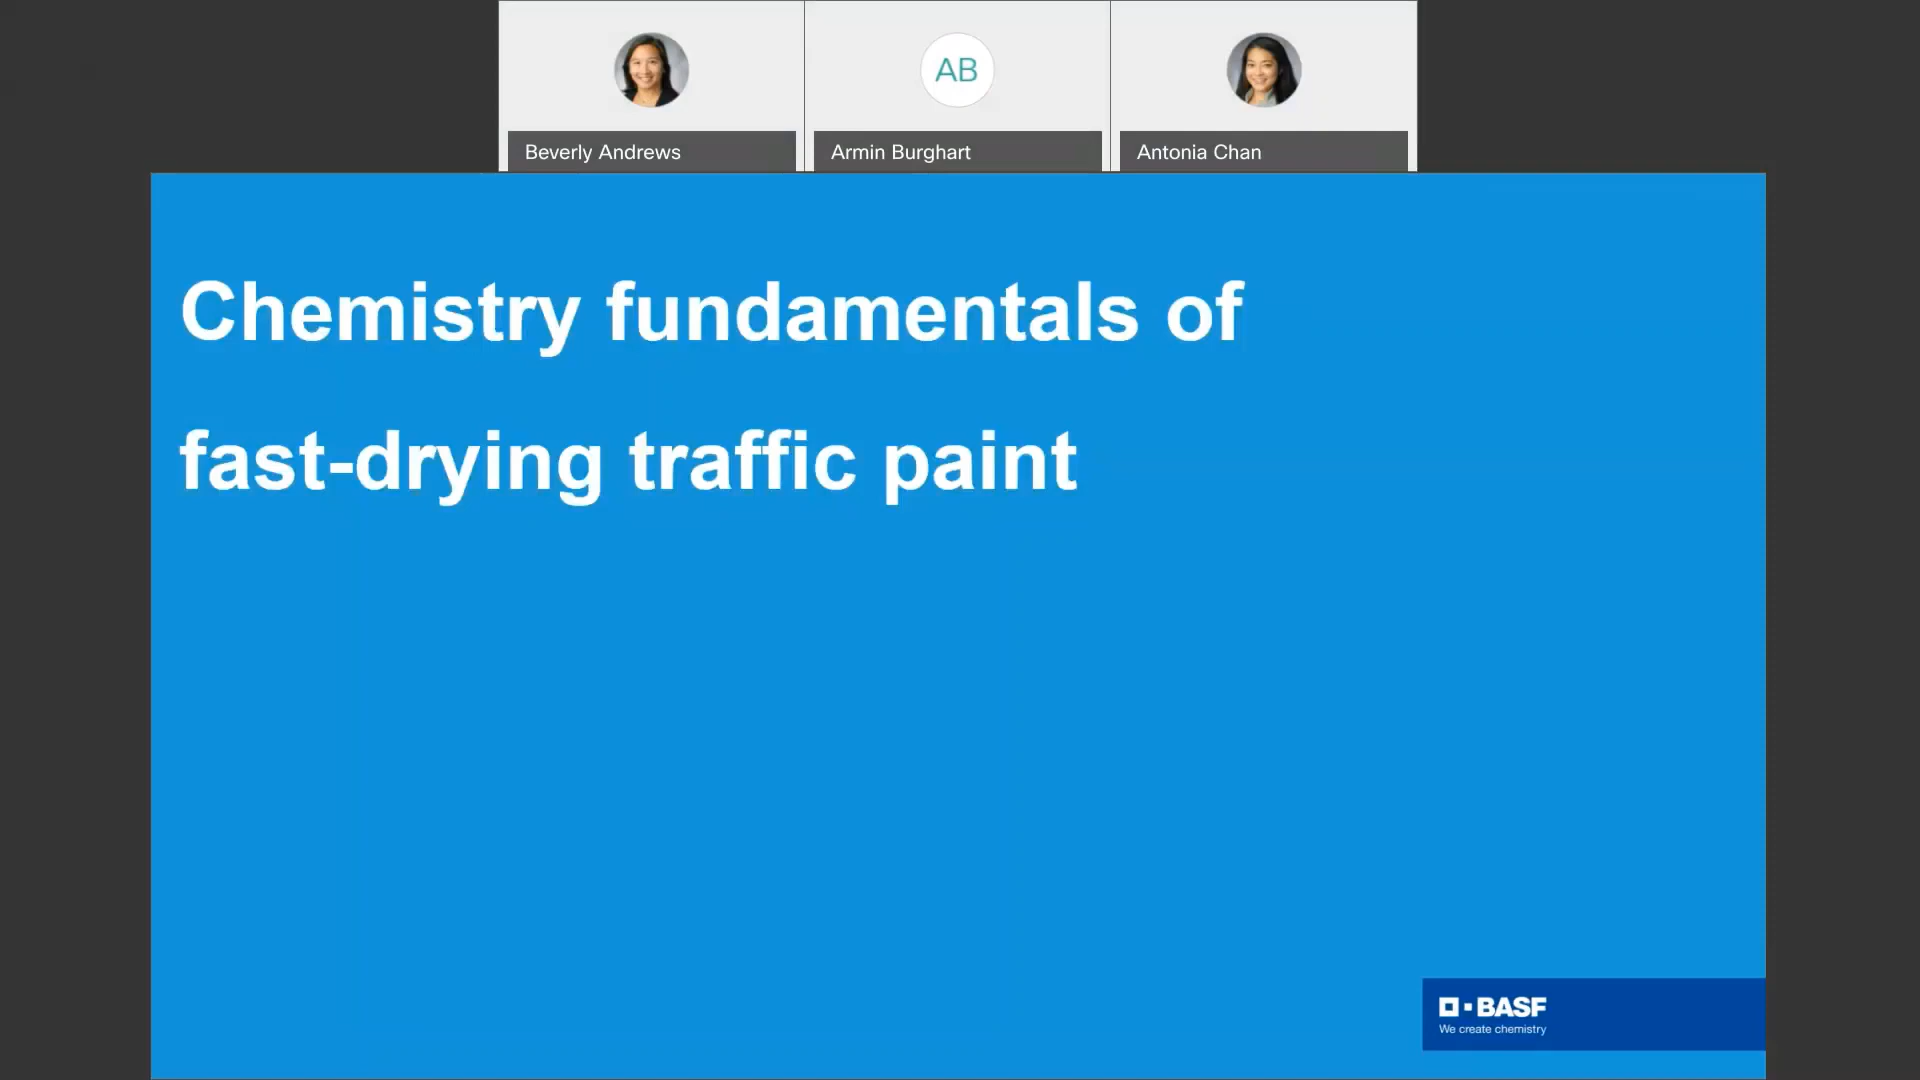 Beverly Andrews
AB
Armin Burghart
Antonia Chan
Chemistry fundamentals of
fast-drying traffic paint
BASF
We create chemistry